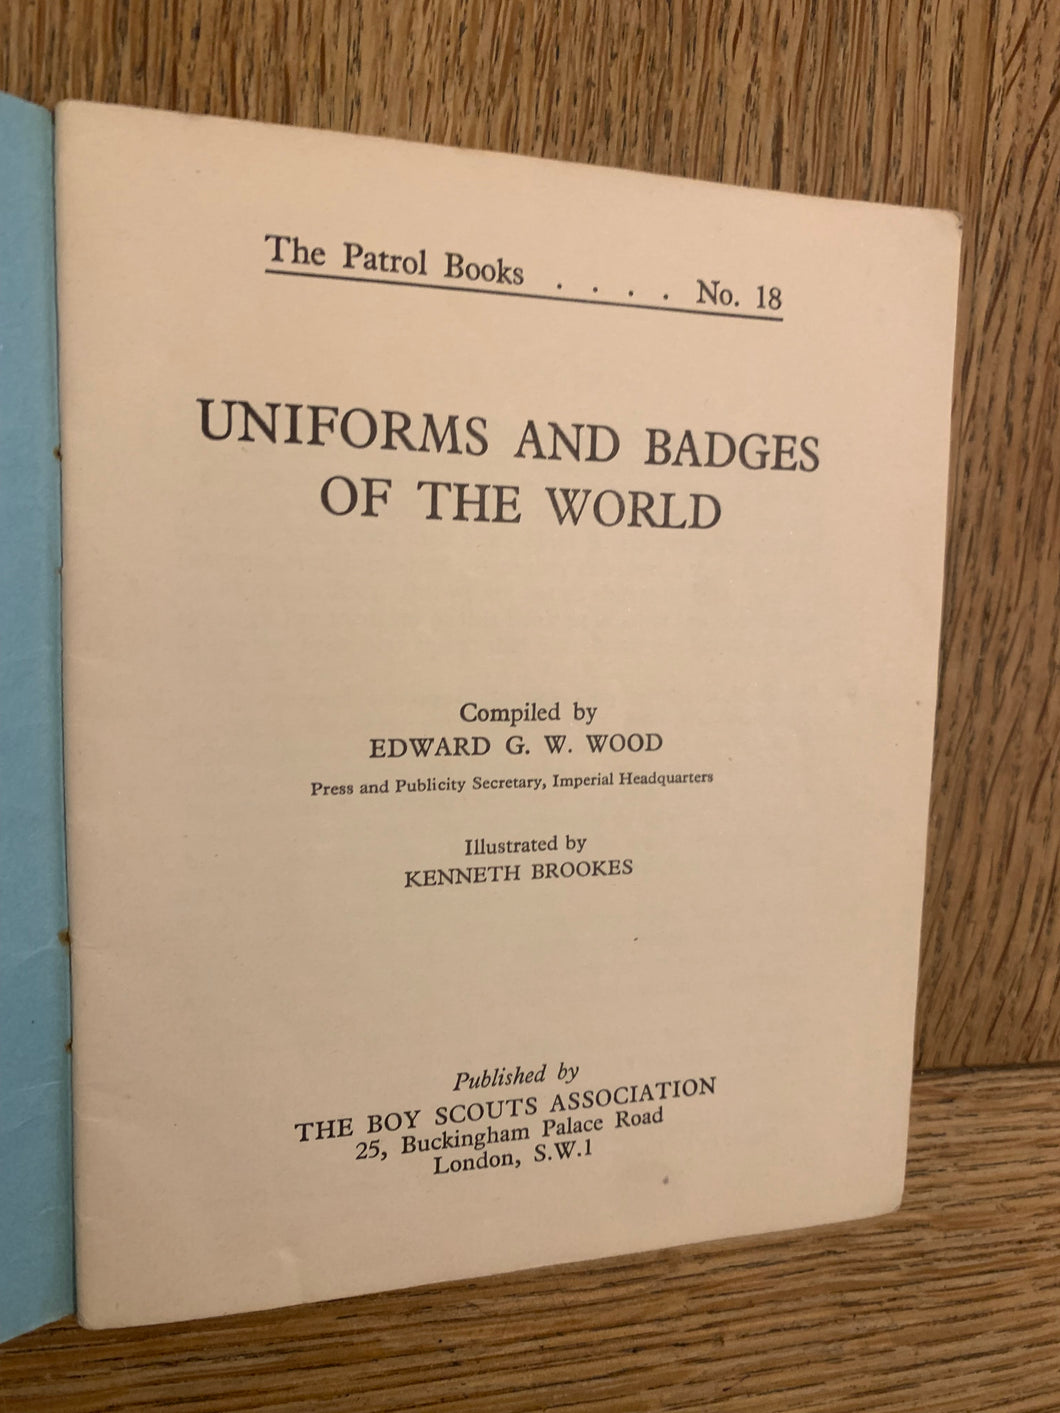 The Patrol Books . . . . No. 18
UNIFORMS AND BADGES
OF THE WORLD
Compiled by
EDWARD G. W. WOOD
Press and Publicity Secretary, Imperial Headquarters
Illustrated by
KENNETH BROOKES
Published by
THE BOY SCOUTS ASSOCIATION
25, Buckingham Palace Road
London, S.W.1